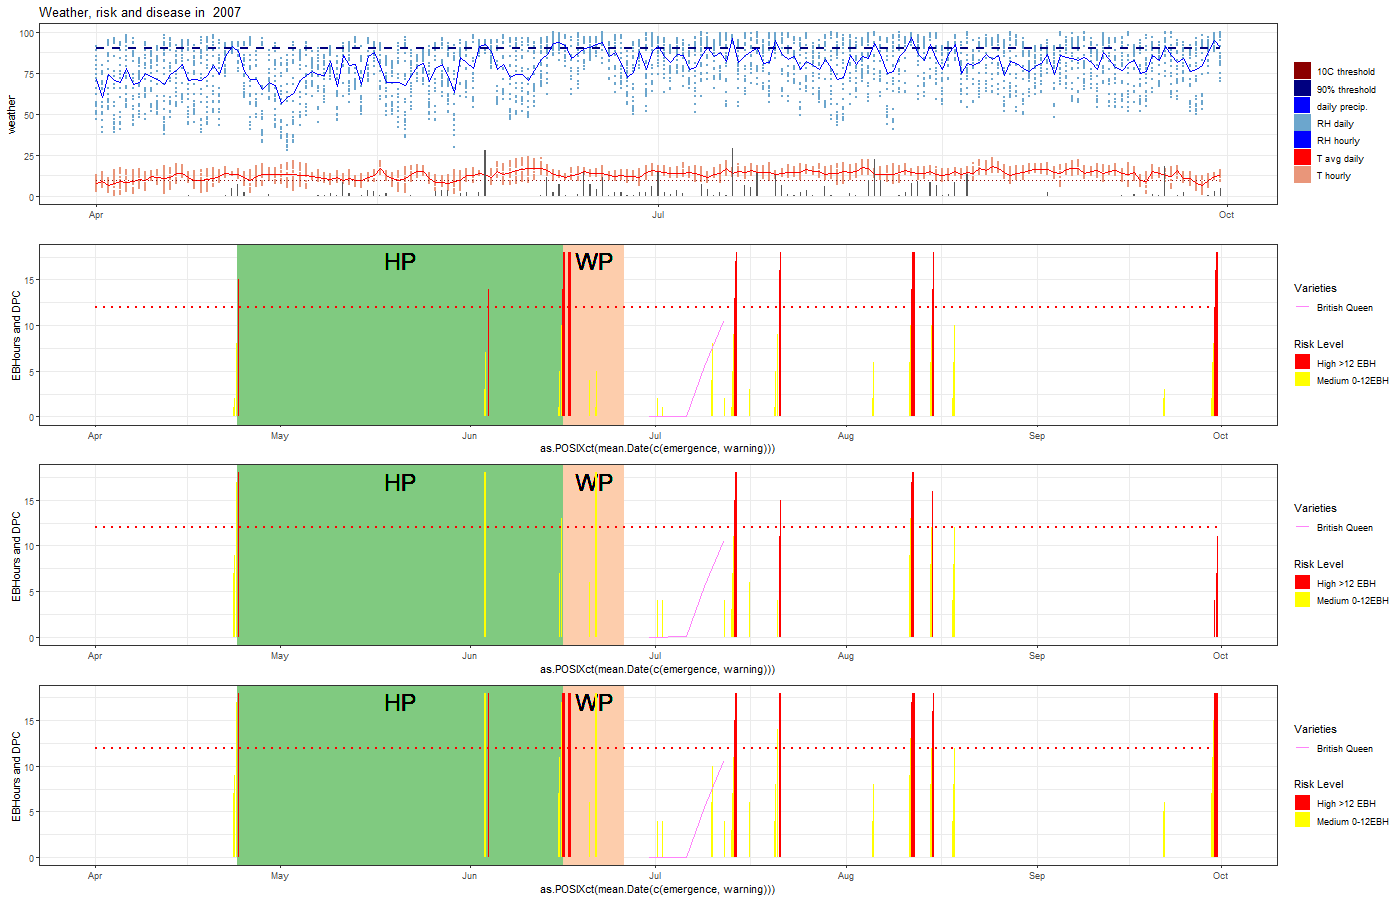 Weather, risk and disease in  2007
weather
100
75
50
25
0
Apr
Jul
Oct
10C threshold
90% threshold
daily precip.
RH daily
RH hourly
T avg daily
T hourly
HP
WP
EBHours and DPC
15
10
5
0
Apr
May
Jun
Jul
Aug
Sep
Oct
as.POSIXct(mean.Date(c(emergence, warning)))
Varieties
British Queen
Risk Level
High >12 EBH
Medium 0-12EBH
HP
WP
EBHours and DPC
15
10
5
0
Apr
May
Jun
Jul
Aug
Sep
Oct
as.POSIXct(mean.Date(c(emergence, warning)))
Varieties
British Queen
Risk Level
High >12 EBH
Medium 0-12EBH
HP
WP
EBHours and DPC
15
10
5
0
Apr
May
Jun
Jul
Aug
Sep
Oct
as.POSIXct(mean.Date(c(emergence, warning)))
Varieties
British Queen
Risk Level
High >12 EBH
Medium 0-12EBH